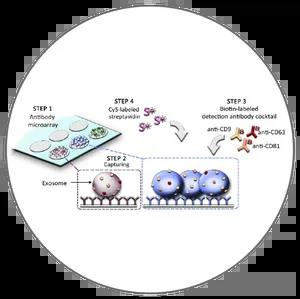 STEP 1
Antibody
microarray
STEP 4
Cy5-labeled
streptavidin
STEP 3
Biotin-labeled
detection antibody cocktail
anti-CD9
anti-CD63
anti-CD81
STEP 2
Capturing
Exosome